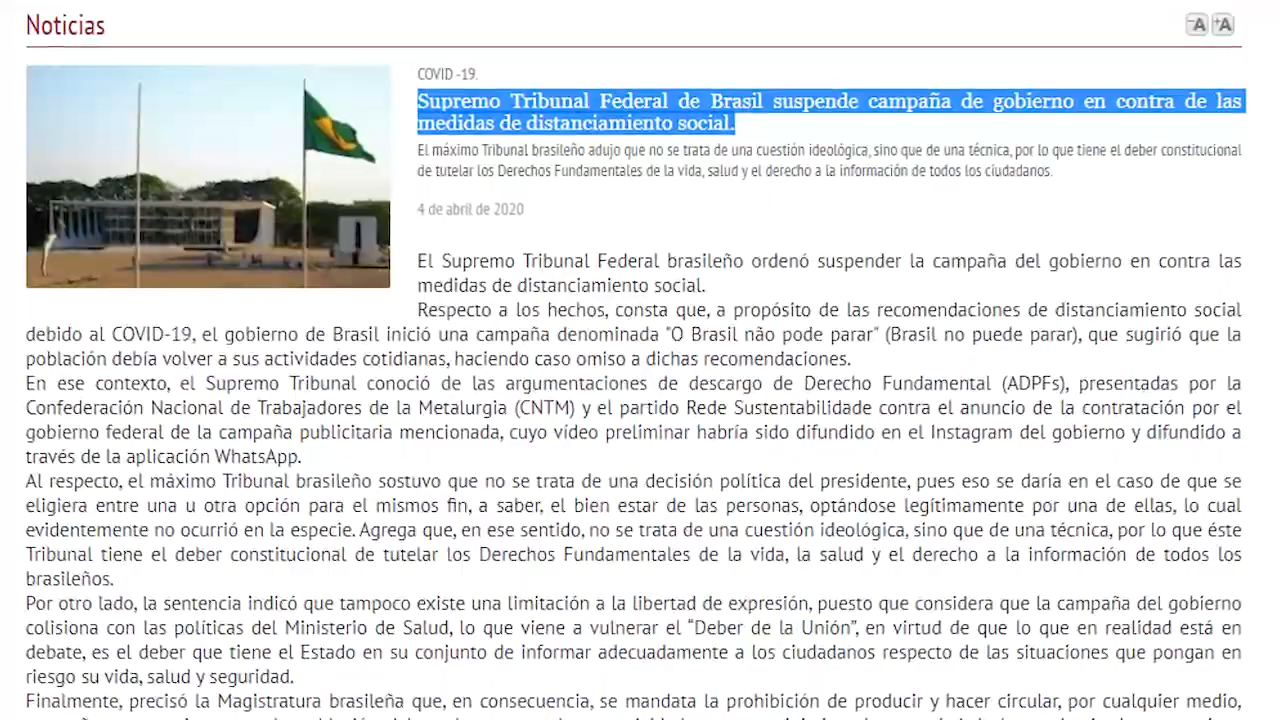 Noticias
-A +A
COVID -19.
Supremo Tribunal Federal de Brasil suspende campaña de gobierno en contra de las
medidas de distanciamiento social.
El máximo Tribunal brasileño adujo que no se trata de una cuestión ideológica, sino que de una técnica, por lo que tiene el deber constitucional
de tutelar los Derechos Fundamentales de la vida, salud y el derecho a la información de todos los ciudadanos.
4 de abril de 2020
El Supremo Tribunal Federal brasileño ordenó suspender la campaña del gobierno en contra las
medidas de distanciamiento social.
Respecto a los hechos, consta que, a propósito de las recomendaciones de distanciamiento social
debido al COVID-19, el gobierno de Brasil inició una campaña denominada "O Brasil não pode parar" (Brasil no puede parar), que sugirió que la
población debía volver a sus actividades cotidianas, haciendo caso omiso a dichas recomendaciones.
En ese contexto, el Supremo Tribunal conoció de las argumentaciones de descargo de Derecho Fundamental (ADPFs), presentadas por la
Confederación Nacional de Trabajadores de la Metalurgia (CNTM) y el partido Rede Sustentabilidade contra el anuncio de la contratación por el
gobierno federal de la campaña publicitaria mencionada, cuyo vídeo preliminar habría sido difundido en el Instagram del gobierno y difundido a
través de la aplicación WhatsApp.
Al respecto, el máximo Tribunal brasileño sostuvo que no se trata de una decisión política del presidente, pues eso se daría en el caso de que se
eligiera entre una u otra opción para el mismos fin, a saber, el bien estar de las personas, optándose legítimamente por una de ellas, lo cual
evidentemente no ocurrió en la especie. Agrega que, en ese sentido, no se trata de una cuestión ideológica, sino que de una técnica, por lo que éste
Tribunal tiene el deber constitucional de tutelar los Derechos Fundamentales de la vida, la salud y el derecho a la información de todos los
brasileños.
Por otro lado, la sentencia indicó que tampoco existe una limitación a la libertad de expresión, puesto que considera que la campaña del gobierno
colisiona con las políticas del Ministerio de Salud, lo que viene a vulnerar el “Deber de la Unión”, en virtud de que lo que en realidad está en
debate, es el deber que tiene el Estado en su conjunto de informar adecuadamente a los ciudadanos respecto de las situaciones que pongan en
riesgo su vida, salud y seguridad.
Finalmente, precisó la Magistratura brasileña que, en consecuencia, se mandata la prohibición de producir y hacer circular, por cualquier medio,